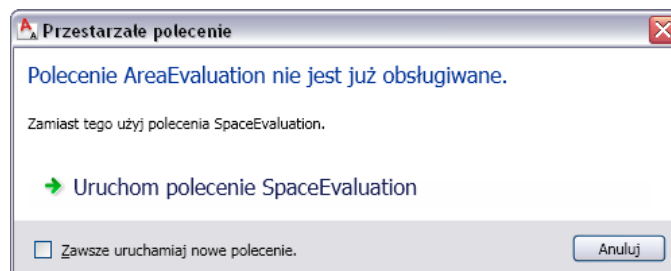 Przestarzałe polecenie
Polecenie AreaEvaluation nie jest już obsługiwane.
Zamiast tego użyj polecenia SpaceEvaluation.
Uruchom polecenie SpaceEvaluation
Zawsze uruchamiaj nowe polecenie.
Anuluj